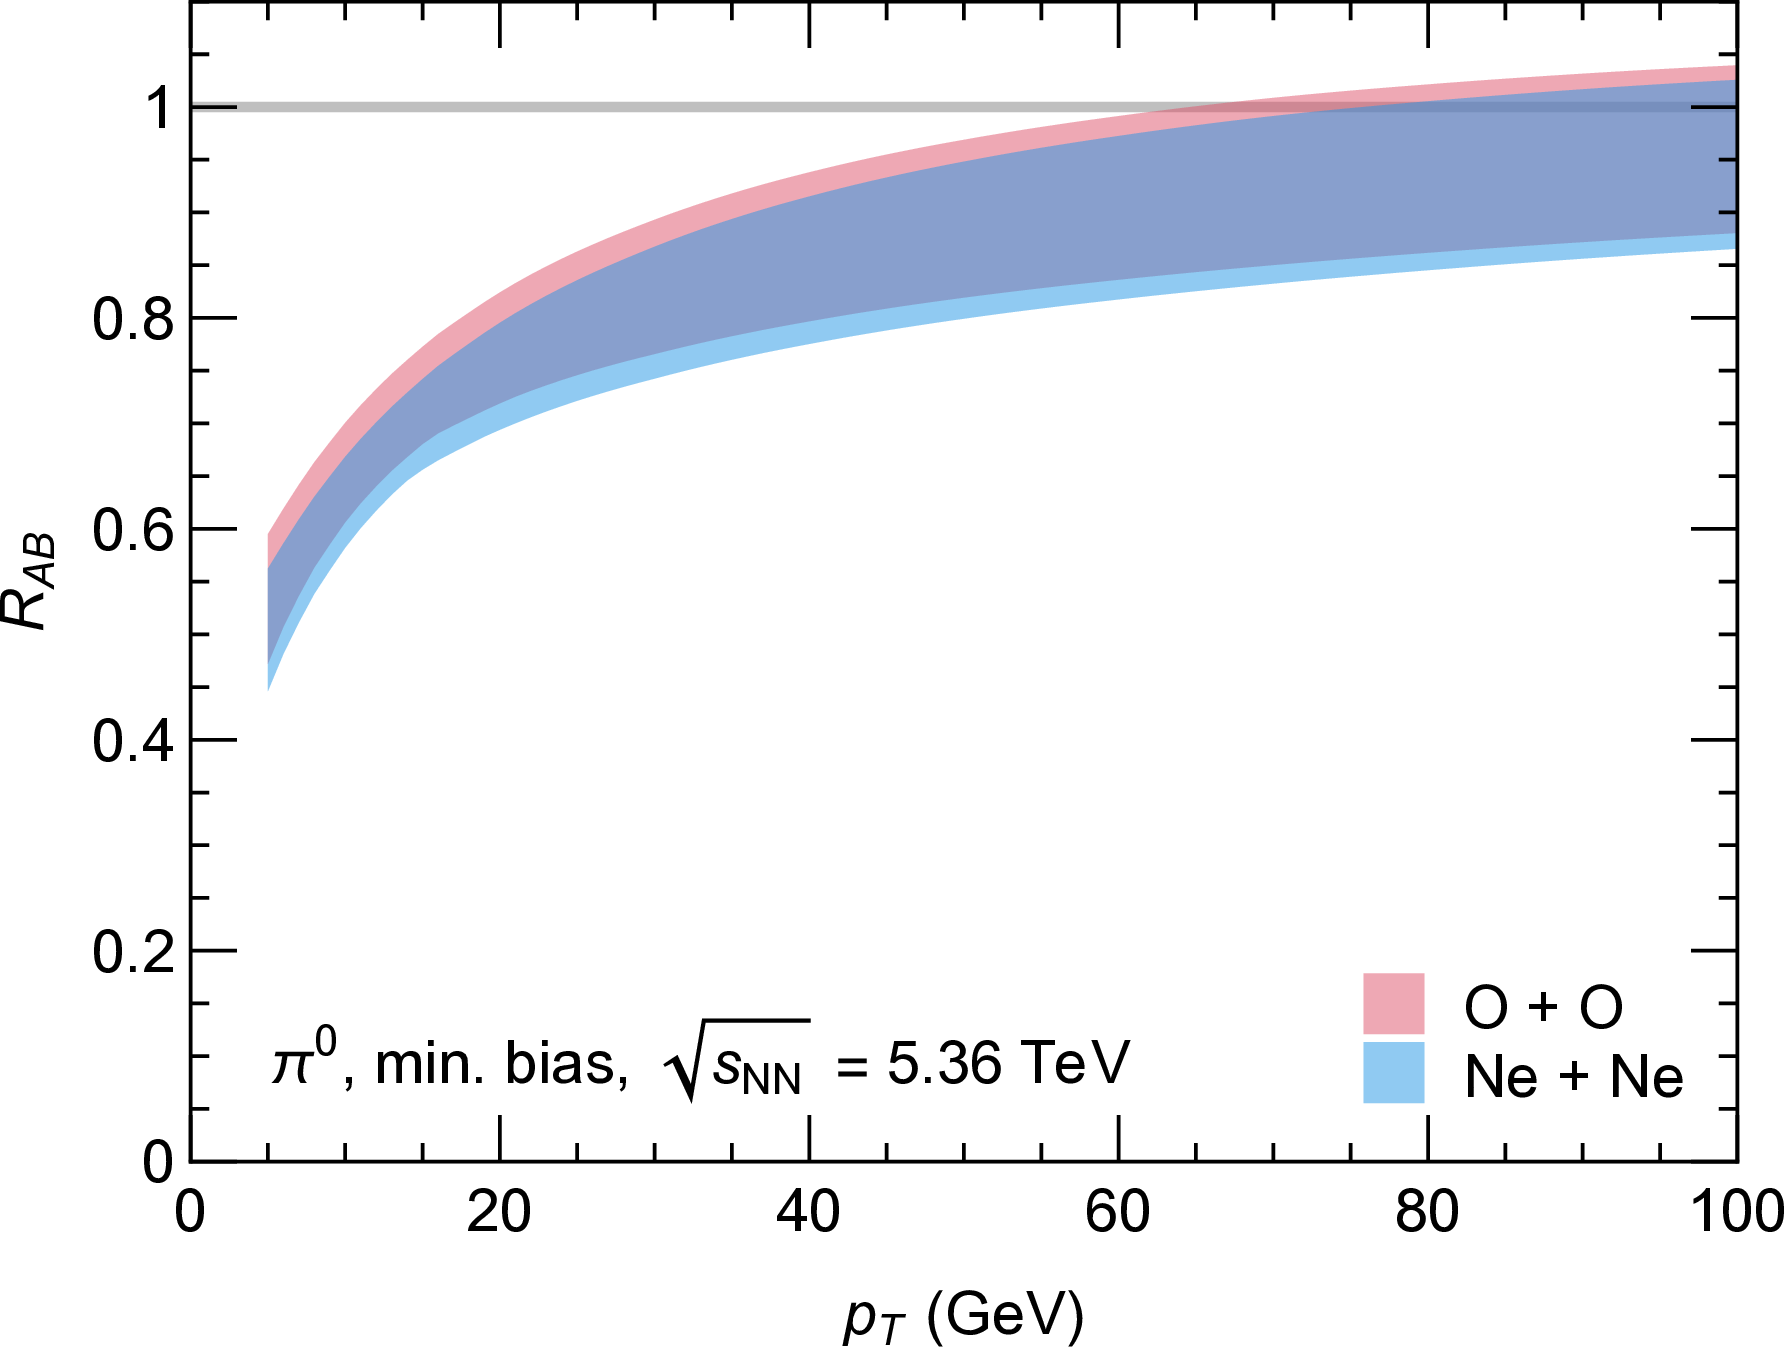 1
0.8
0.6
0.4
0.2
0
R_AB
π⁰, min. bias, √s_NN = 5.36 TeV
O + O
Ne + Ne
0 20 40 60 80 100
p_T (GeV)